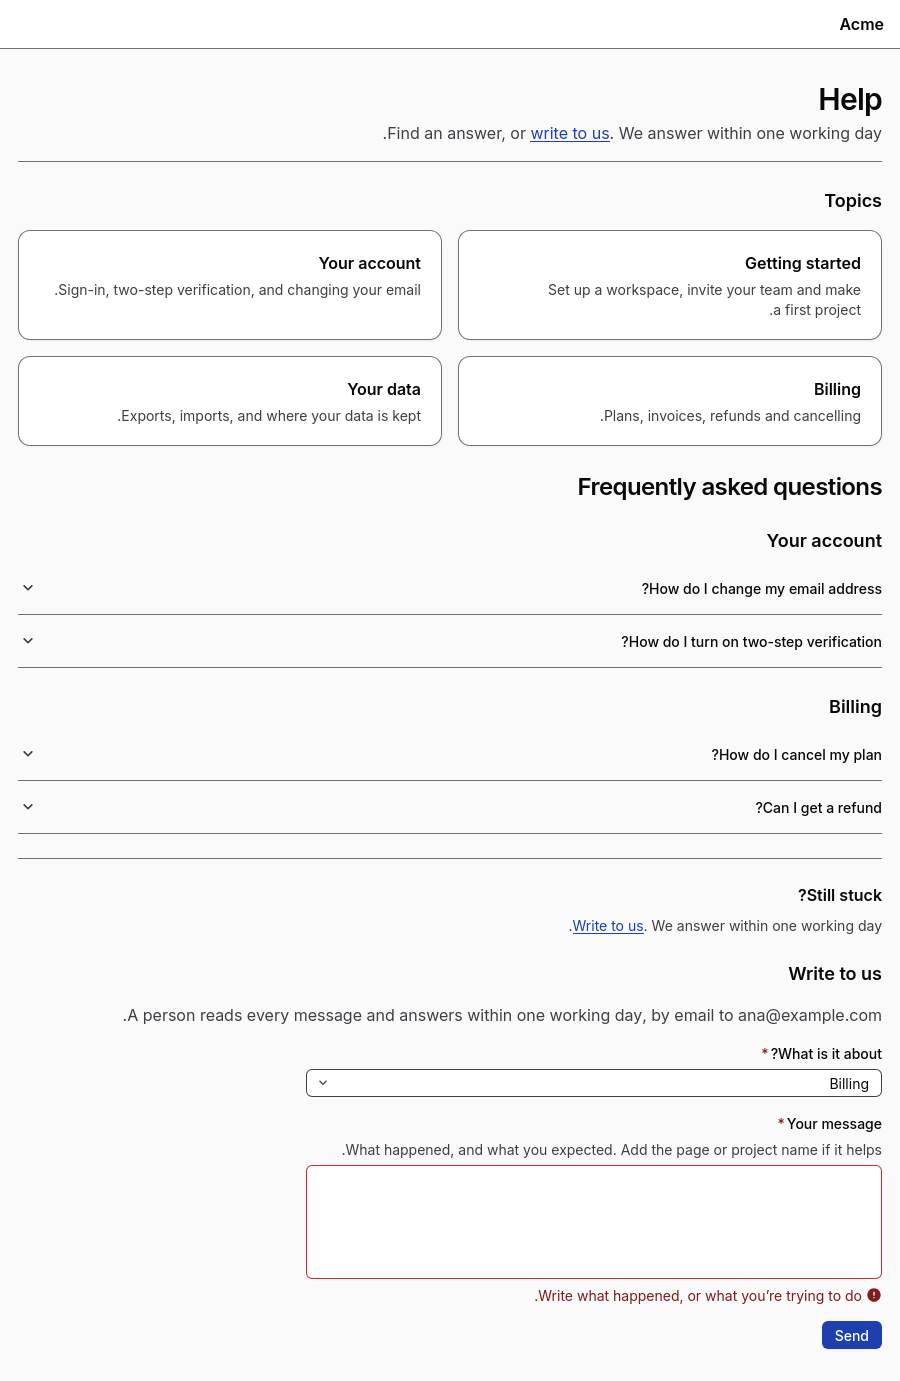 Acme
Help
.Find an answer, or write to us. We answer within one working day
Topics
Getting started
Set up a workspace, invite your team and make
.a first project
Your account
.Sign-in, two-step verification, and changing your email
Billing
.Plans, invoices, refunds and cancelling
Your data
.Exports, imports, and where your data is kept
Frequently asked questions
Your account
?How do I change my email address
?How do I turn on two-step verification
Billing
?How do I cancel my plan
?Can I get a refund
?Still stuck
.Write to us. We answer within one working day
Write to us
.A person reads every message and answers within one working day, by email to ana@example.com
* ?What is it about
Billing
* Your message
.What happened, and what you expected. Add the page or project name if it helps
.Write what happened, or what you’re trying to do
Send